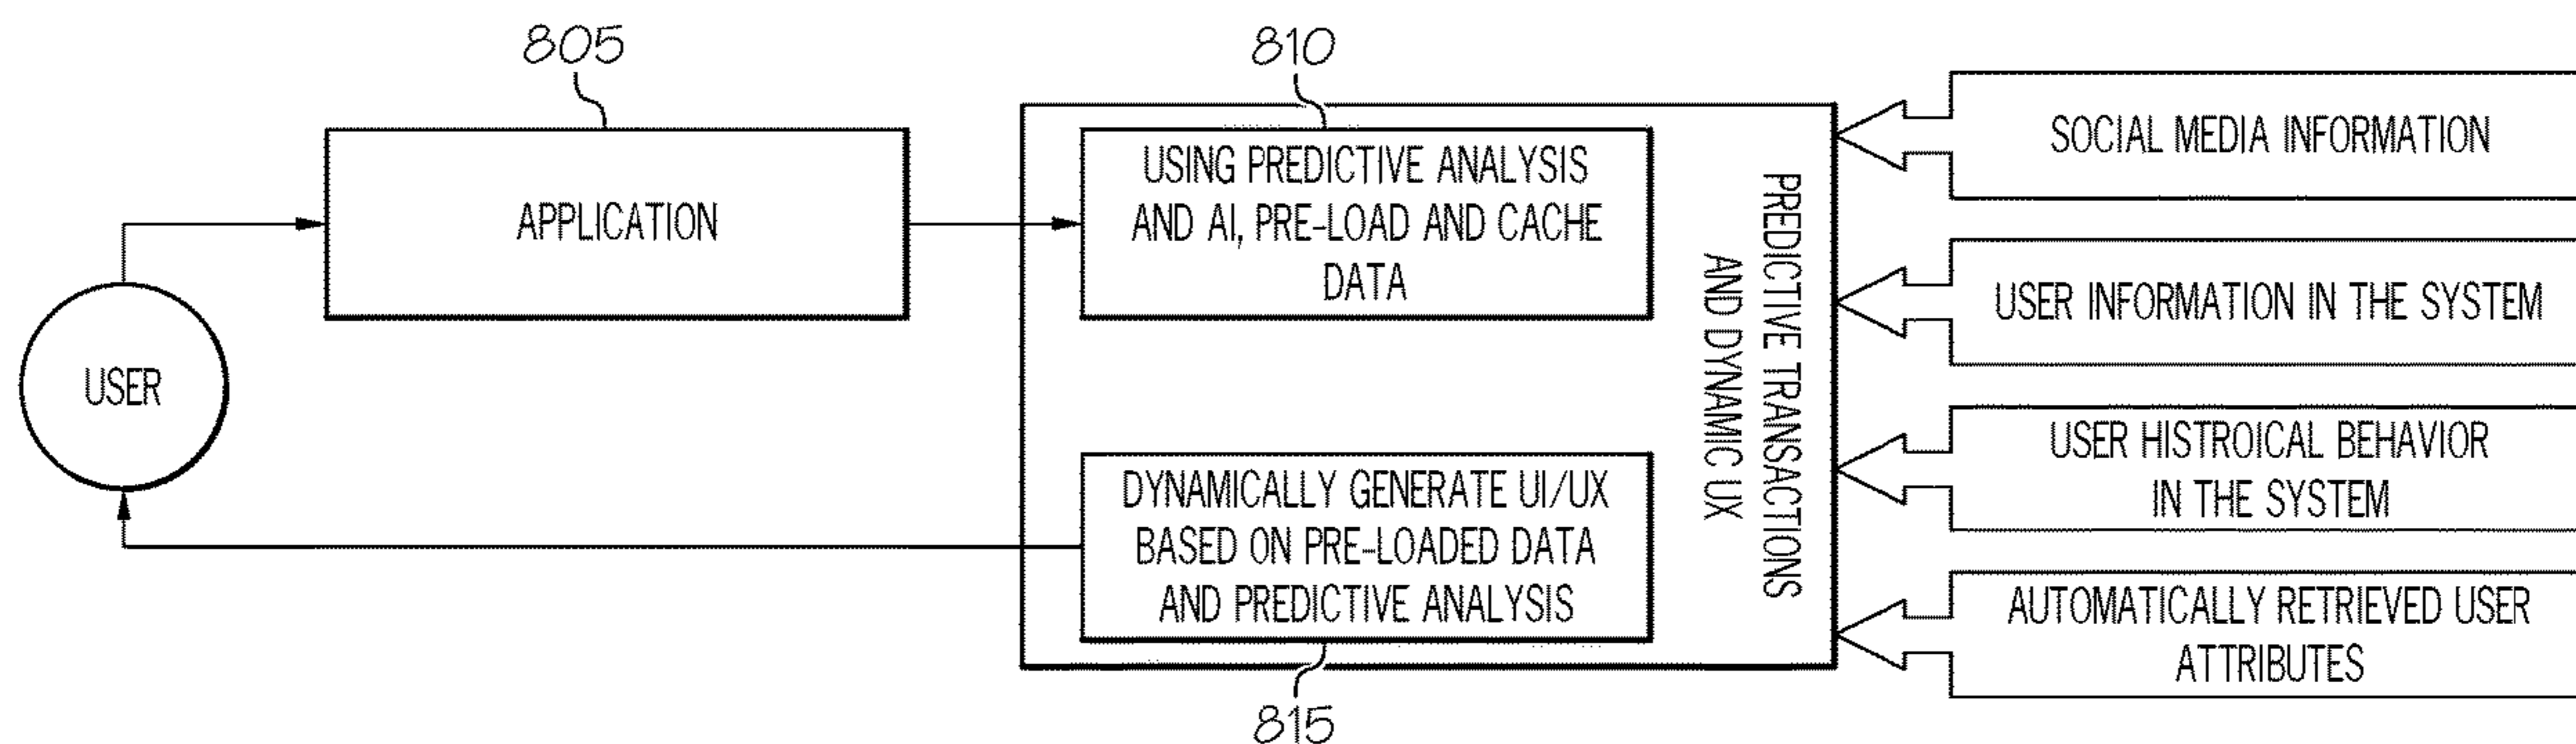 805
810
APPLICATION
USER
USING PREDICTIVE ANALYSIS
AND AI, PRE-LOAD AND CACHE
DATA
DYNAMICALLY GENERATE UI/UX
BASED ON PRE-LOADED DATA
AND PREDICTIVE ANALYSIS
815
PREDICTIVE TRANSACTIONS
AND DYNAMIC UX
SOCIAL MEDIA INFORMATION
USER INFORMATION IN THE SYSTEM
USER HISTROICAL BEHAVIOR
IN THE SYSTEM
AUTOMATICALLY RETRIEVED USER
ATTRIBUTES